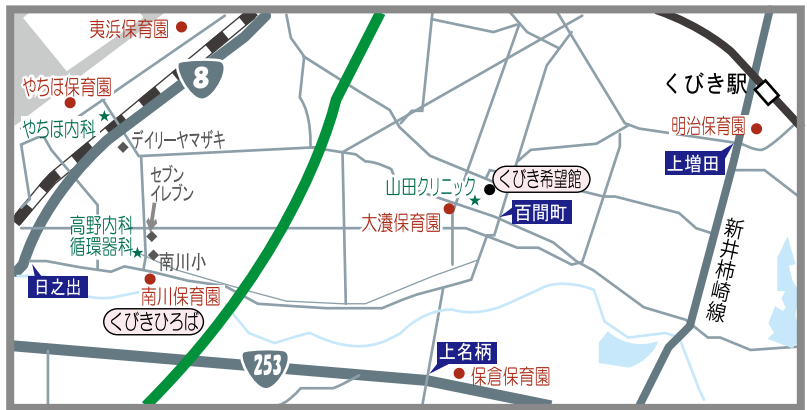 夷浜保育園
8
くびき駅
やちほ保育園
やちほ内科
デイリーヤマザキ
明治保育園
上増田
セブン
イレブン
山田クリニック
くびき希望館
百間町
大瀁保育園
高野内科
循環器科
南川小
新井柿崎線
日之出
南川保育園
くびきひろば
253
上名柄
保倉保育園